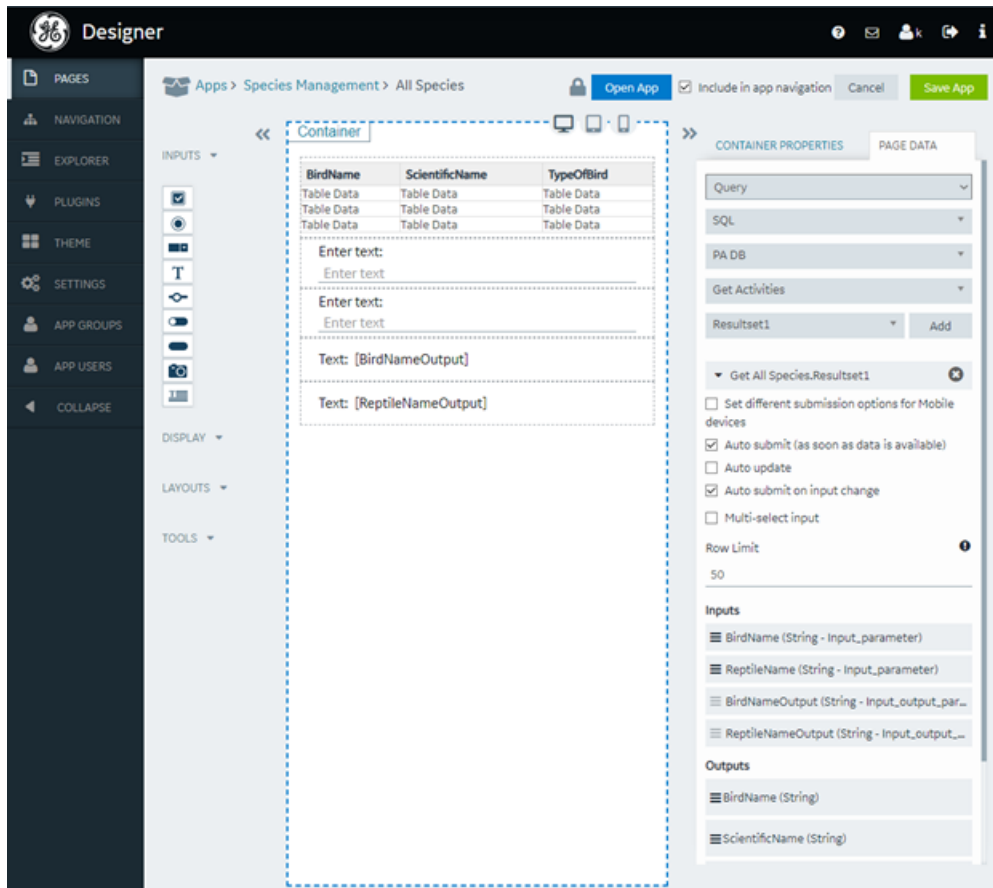 Designer
k
PAGES
NAVIGATION
EXPLORER
PLUGINS
THEME
SETTINGS
APP GROUPS
APP USERS
COLLAPSE
Apps > Species Management > All Species
Open App
Include in app navigation
Cancel
Save App
INPUTS
DISPLAY
LAYOUTS
TOOLS
Container
BirdName ScientificName TypeOfBird
Table Data Table Data Table Data
Table Data Table Data Table Data
Table Data Table Data Table Data
Enter text:
Enter text
Enter text:
Enter text
Text: [BirdNameOutput]
Text: [ReptileNameOutput]
CONTAINER PROPERTIES PAGE DATA
Query
SQL
PA DB
Get Activities
Resultset1 Add
Get All Species.Resultset1
Set different submission options for Mobile
devices
Auto submit (as soon as data is available)
Auto update
Auto submit on input change
Multi-select input
Row Limit
50
Inputs
BirdName (String - Input_parameter)
ReptileName (String - Input_parameter)
BirdNameOutput (String - Input_output_par...
ReptileNameOutput (String - Input_output_...
Outputs
BirdName (String)
ScientificName (String)